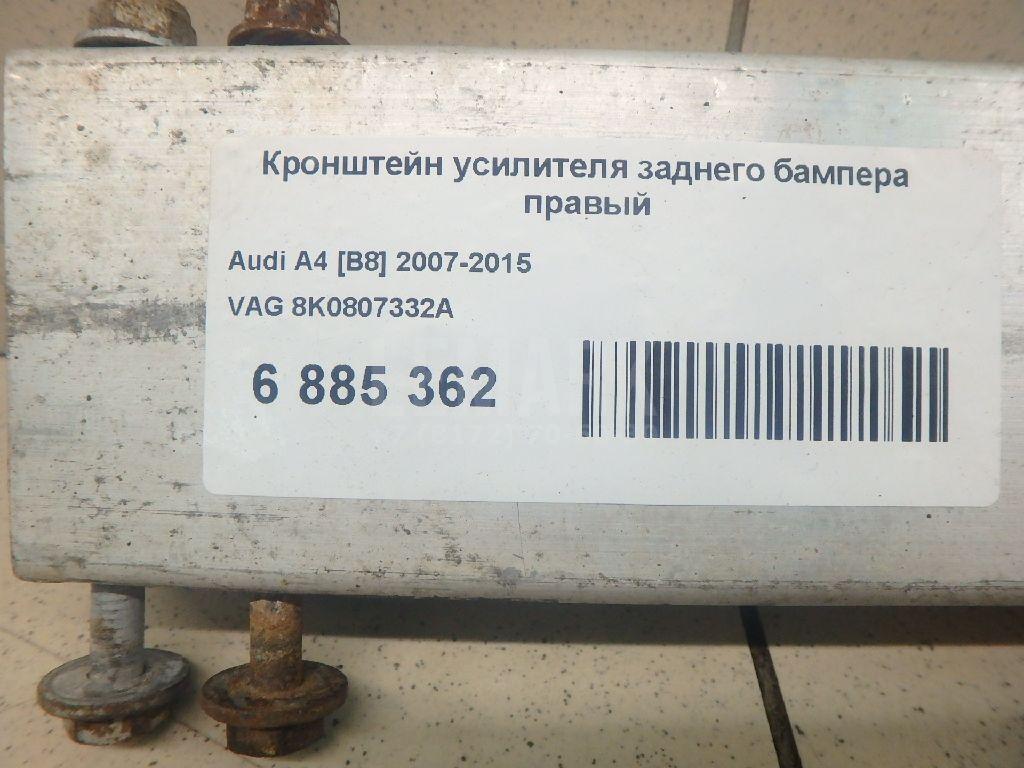 Кронштейн усилителя заднего бампера
правый
Audi A4 [B8] 2007-2015
VAG 8K0807332A
6 885 362